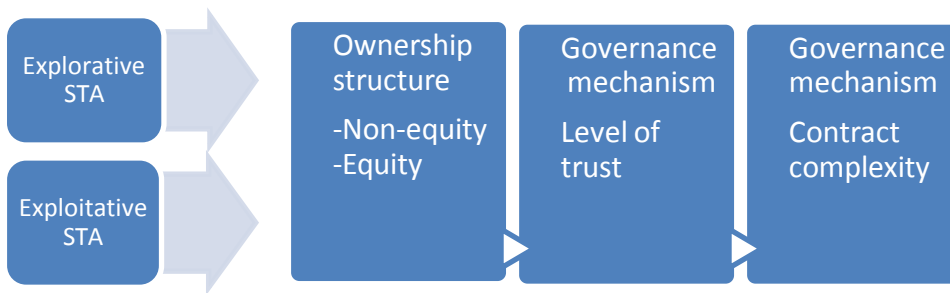 Explorative
STA
Exploitative
STA
Ownership
structure
-Non-equity
-Equity
Governance
mechanism
Level of
trust
Governance
mechanism
Contract
complexity